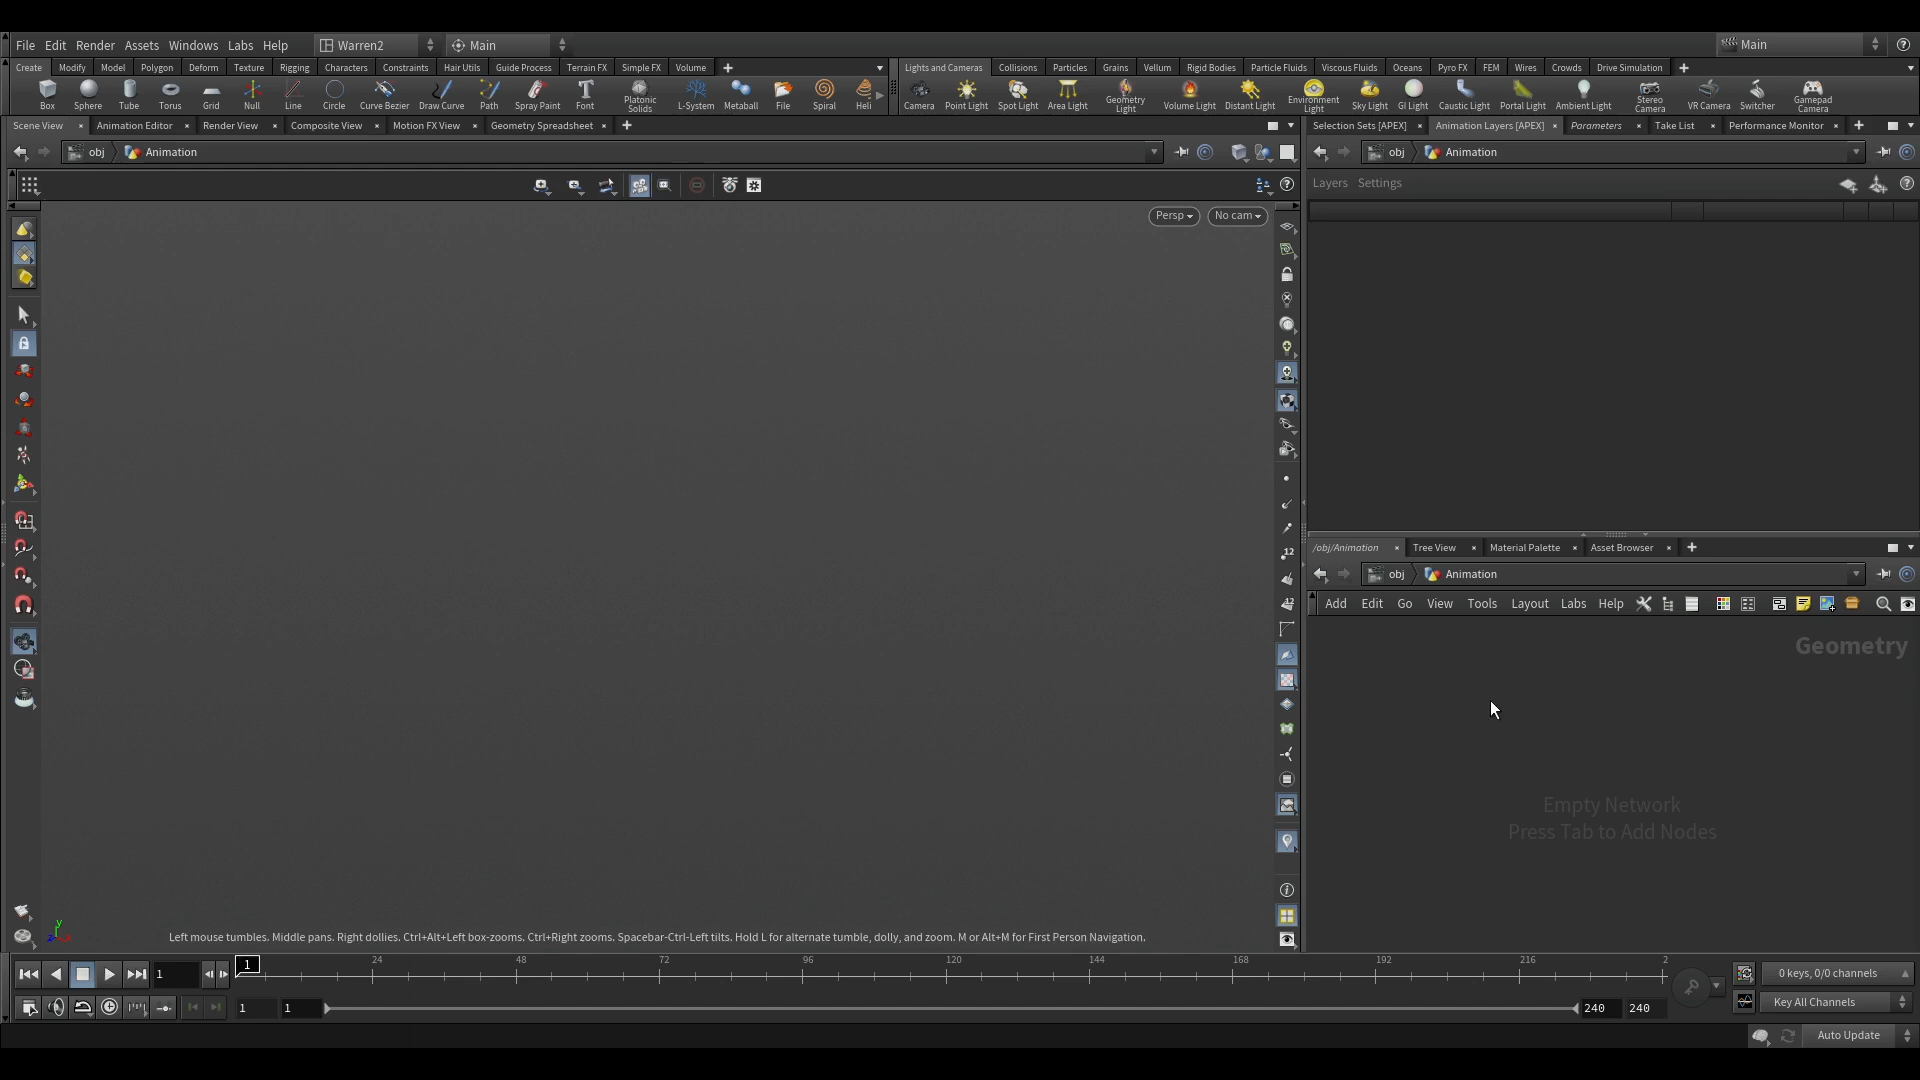 File Edit Render Assets Windows Labs Help Warren2 Main Main
Create Modify Model Polygon Deform Texture Rigging Characters Constraints Hair Utils Guide Process Terrain FX Simple FX Volume
Lights and Cameras Collisions Particles Grains Vellum Rigid Bodies Particle Fluids Viscous Fluids Oceans Pyro FX FEM Wires Crowds Drive Simulation
Box Sphere Tube Torus Grid Null Line Circle Curve Bezier Draw Curve Path Spray Paint Font Platonic Solids L-System Metaball File Spiral Heli
Camera Point Light Spot Light Area Light Geometry Light Volume Light Distant Light Environment Light Sky Light GI Light Caustic Light Portal Light Ambient Light Stereo Camera VR Camera Switcher Gamepad Camera
Scene View Animation Editor Render View Composite View Motion FX View Geometry Spreadsheet
Selection Sets [APEX] Animation Layers [APEX] Parameters Take List Performance Monitor
obj Animation
obj Animation
Layers Settings
Persp No cam
12
12
/obj/Animation Tree View Material Palette Asset Browser
obj Animation
Add Edit Go View Tools Layout Labs Help
Geometry
Empty Network
Press Tab to Add Nodes
y
Left mouse tumbles. Middle pans. Right dollies. Ctrl+Alt+Left box-zooms. Ctrl+Right zooms. Spacebar-Ctrl-Left tilts. Hold L for alternate tumble, dolly, and zoom. M or Alt+M for First Person Navigation.
1 1 24 48 72 96 120 144 168 192 216 2
0 keys, 0/0 channels
1 1 240 240
Key All Channels
Auto Update